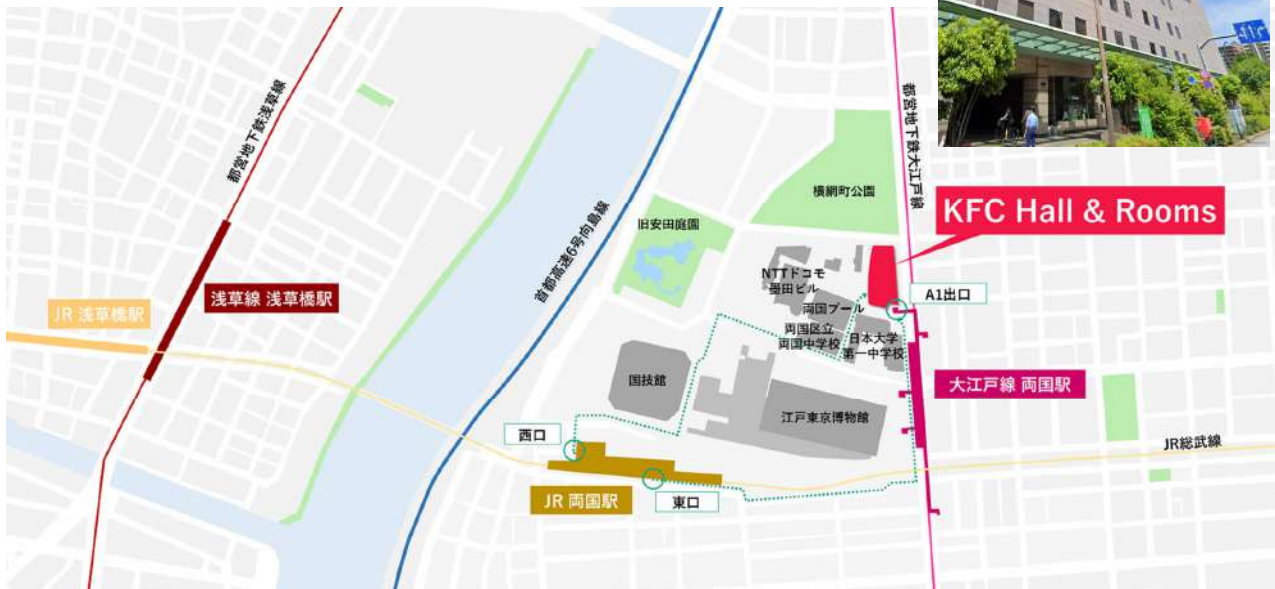 都営地下鉄浅草線
首都高速6号向島線
都営地下鉄大江戸線
横網町公園
旧安田庭園
KFC Hall & Rooms
NTTドコモ
墨田ビル
両国プール
A1出口
両国区立
両国中学校
日本大学
第一中学校
浅草線 浅草橋駅
JR 浅草橋駅
国技館
江戸東京博物館
大江戸線 両国駅
西口
JR総武線
JR 両国駅
東口